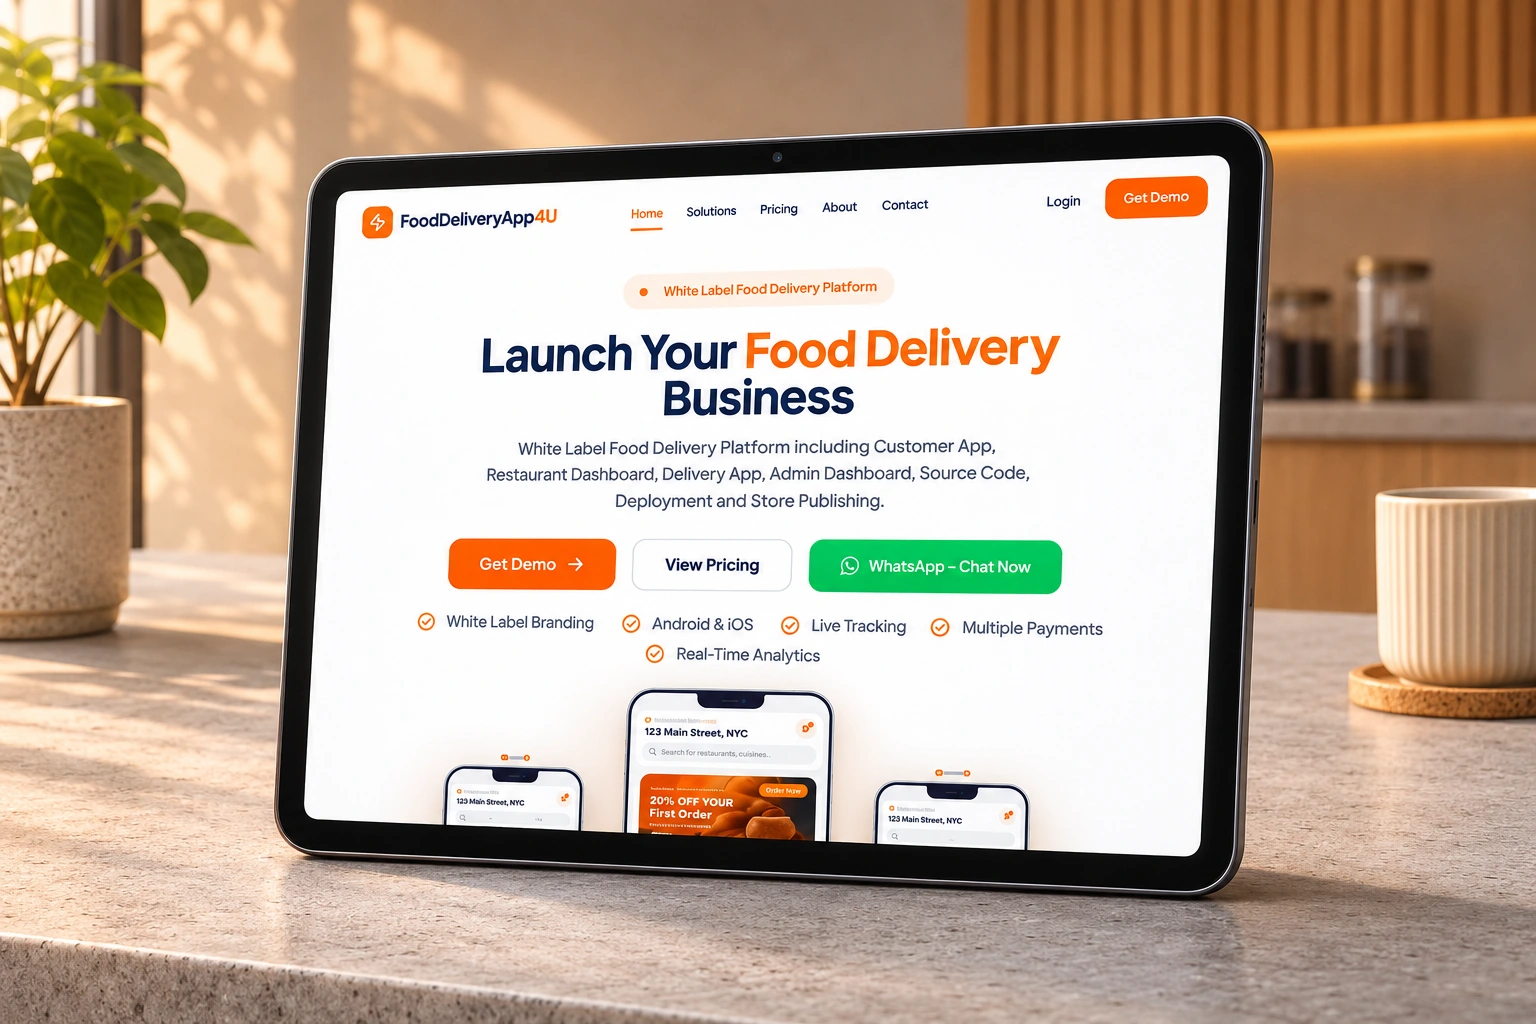 FoodDeliveryApp4U
Home
Solutions
Pricing
About
Contact
Login
Get Demo
White Label Food Delivery Platform
Launch Your Food Delivery
Business
White Label Food Delivery Platform including Customer App,
Restaurant Dashboard, Delivery App, Admin Dashboard, Source Code,
Deployment and Store Publishing.
Get Demo
View Pricing
WhatsApp – Chat Now
White Label Branding
Android & iOS
Live Tracking
Multiple Payments
Real-Time Analytics
123 Main Street, NYC
Search for restaurants, cuisines..
Order Now
20% OFF YOUR
First Order
123 Main Street, NYC
123 Main Street, NYC